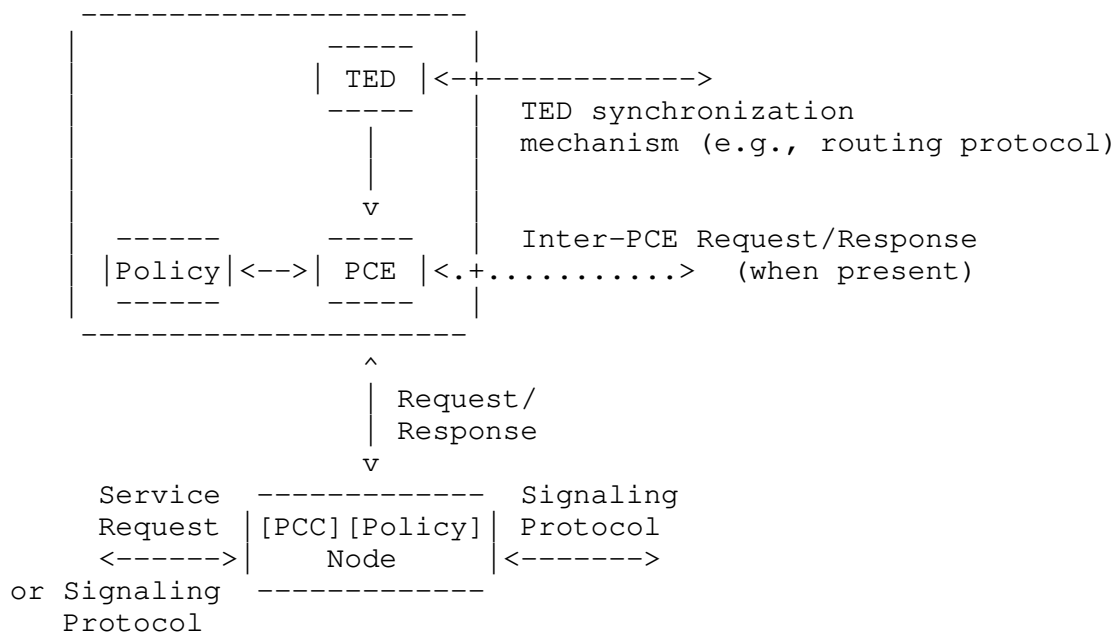 TED
TED synchronization
mechanism (e.g., routing protocol)
Inter-PCE Request/Response
Policy PCE (when present)
Request/
Response
Service Signaling
Request [PCC][Policy] Protocol
Node
or Signaling
Protocol